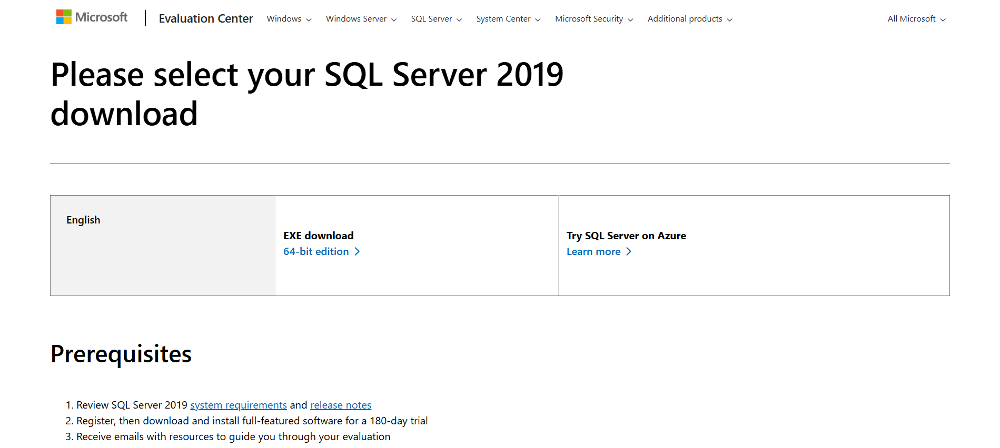 Microsoft | Evaluation Center Windows Windows Server SQL Server System Center Microsoft Security Additional products All Microsoft
Please select your SQL Server 2019
download
English
EXE download
64-bit edition
Try SQL Server on Azure
Learn more
Prerequisites
1. Review SQL Server 2019 system requirements and release notes
2. Register, then download and install full-featured software for a 180-day trial
3. Receive emails with resources to guide you through your evaluation